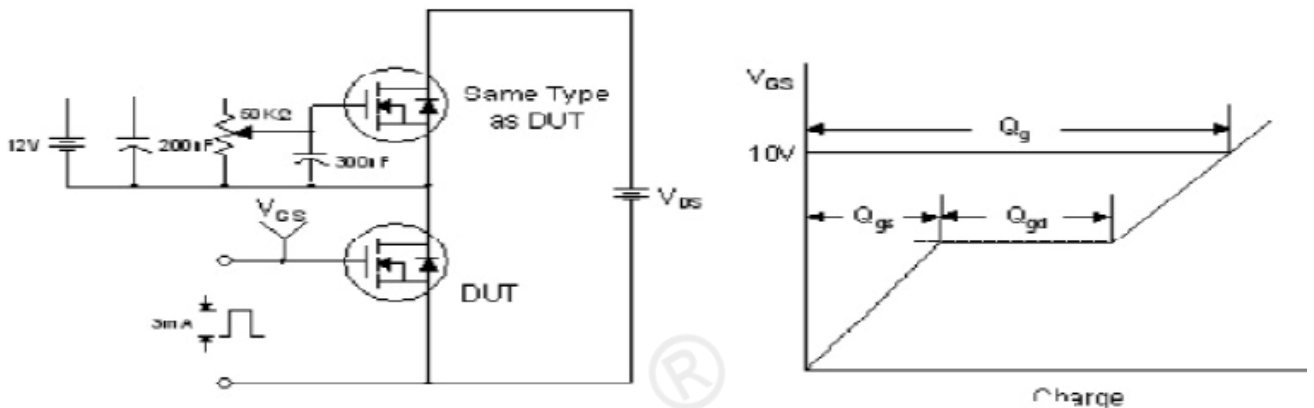 12V
200nF
50KΩ
300nF
Same Type
as DUT
VGS
VDS
DUT
3mA
VGS
10V
Qg
Qgs
Qgd
Charge
®